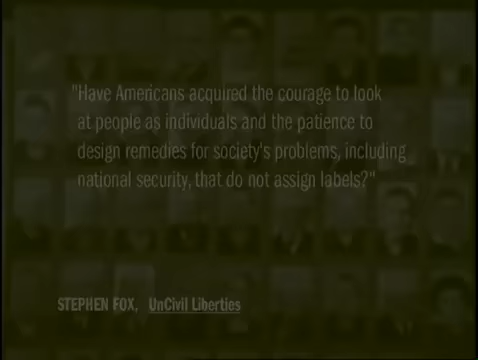 "Have Americans acquired the courage to look
at people as individuals and the patience to
design remedies for society's problems, including
national security, that do not assign labels?"
STEPHEN FOX, UnCivil Liberties